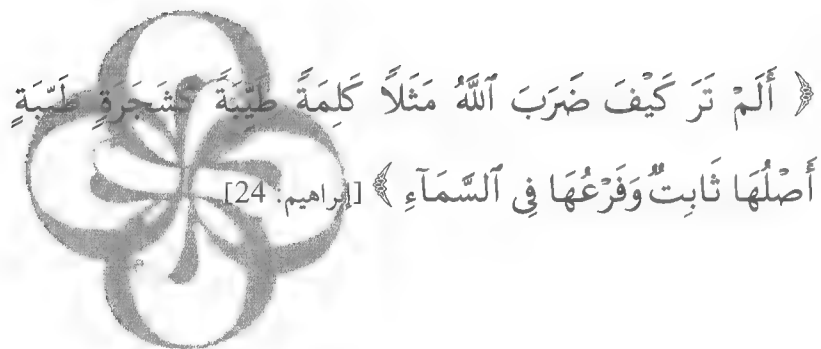 ﴿ أَلَمْ تَرَ كَيْفَ ضَرَبَ ٱللَّهُ مَثَلًا كَلِمَةً طَيِّبَةً كَشَجَرَةٍ طَيِّبَةٍ
أَصْلُهَا ثَابِتٌ وَفَرْعُهَا فِى ٱلسَّمَآءِ ﴾ [إبراهيم: 24]